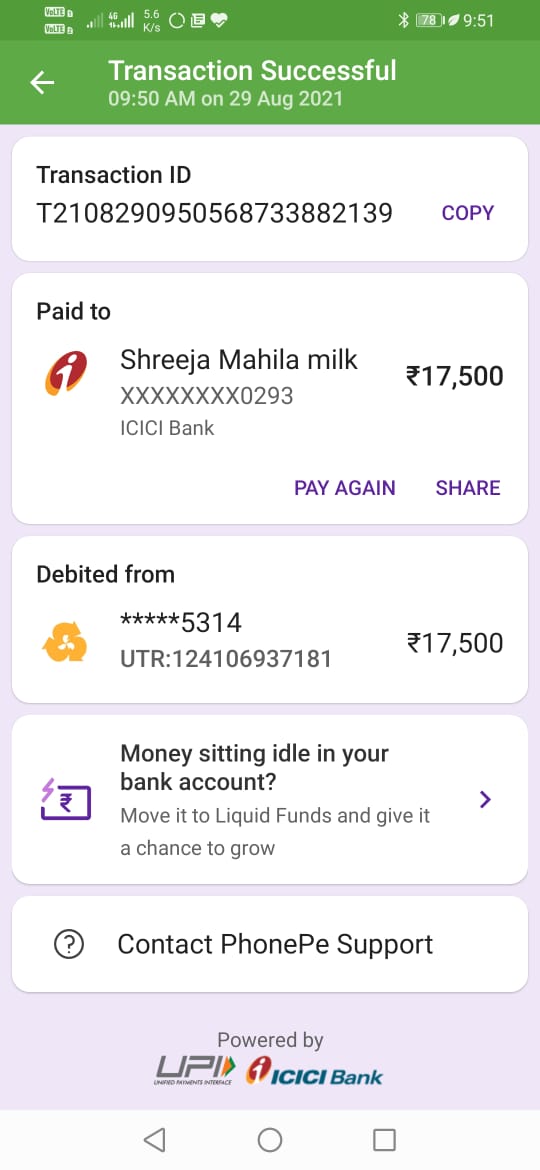 VoLTE 1
VoLTE 2
4G
5.6
K/s
78
9:51
Transaction Successful
09:50 AM on 29 Aug 2021
Transaction ID
T2108290950568733882139
COPY
Paid to
Shreeja Mahila milk
₹17,500
XXXXXXXX0293
ICICI Bank
PAY AGAIN
SHARE
Debited from
*****5314
₹17,500
UTR:124106937181
Money sitting idle in your
bank account?
Move it to Liquid Funds and give it
a chance to grow
Contact PhonePe Support
Powered by
UPI
UNIFIED PAYMENTS INTERFACE
ICICI Bank